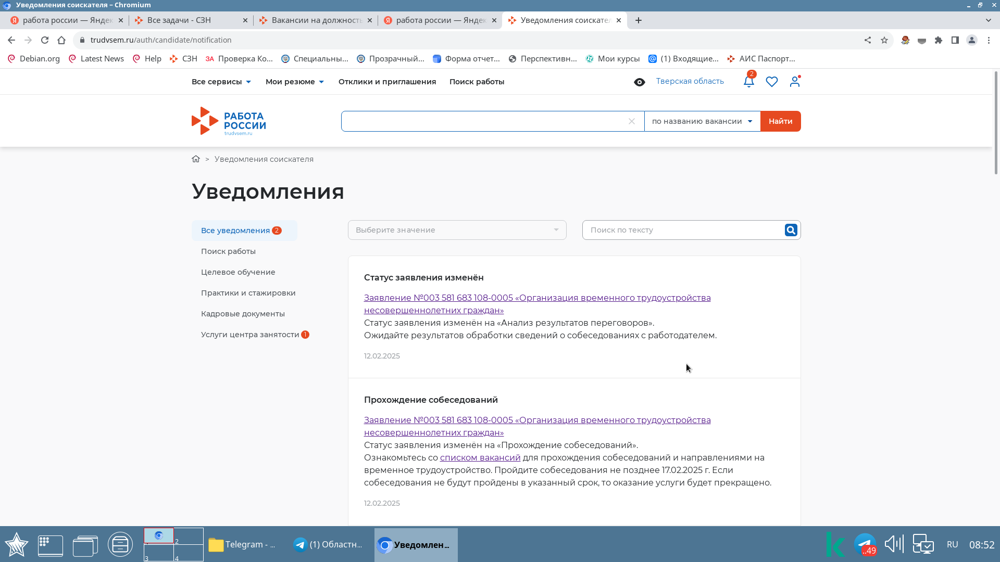 Уведомления соискателя – Chromium
работа россии — Яндек
Все задачи - СЗН
Вакансии на должность
работа россии — Яндек
Уведомления соискател
trudvsem.ru/auth/candidate/notification
Debian.org
Latest News
Help
СЗН
ЗА Проверка Ко...
Специальны...
Прозрачный...
Форма отчет...
Перспективн...
Мои курсы
(1) Входящие...
АИС Паспорт...
Все сервисы
Мои резюме
Отклики и приглашения
Поиск работы
Тверская область
2
РАБОТА
РОССИИ
trudvsem.ru
по названию вакансии
Найти
> Уведомления соискателя
Уведомления
Все уведомления 2
Поиск работы
Целевое обучение
Практики и стажировки
Кадровые документы
Услуги центра занятости 1
Выберите значение
Поиск по тексту
Статус заявления изменён
Заявление №003 581 683 108-0005 «Организация временного трудоустройства
несовершеннолетних граждан»
Статус заявления изменён на «Анализ результатов переговоров».
Ожидайте результатов обработки сведений о собеседованиях с работодателем.
12.02.2025
Прохождение собеседований
Заявление №003 581 683 108-0005 «Организация временного трудоустройства
несовершеннолетних граждан»
Статус заявления изменён на «Прохождение собеседований».
Ознакомьтесь со списком вакансий для прохождения собеседований и направлениями на
временное трудоустройство. Пройдите собеседования не позднее 17.02.2025 г. Если
собеседования не будут пройдены в указанный срок, то оказание услуги будет прекращено.
12.02.2025
2
3
4
Telegram - ...
(1) Областн...
Уведомлен...
..49
RU
08:52